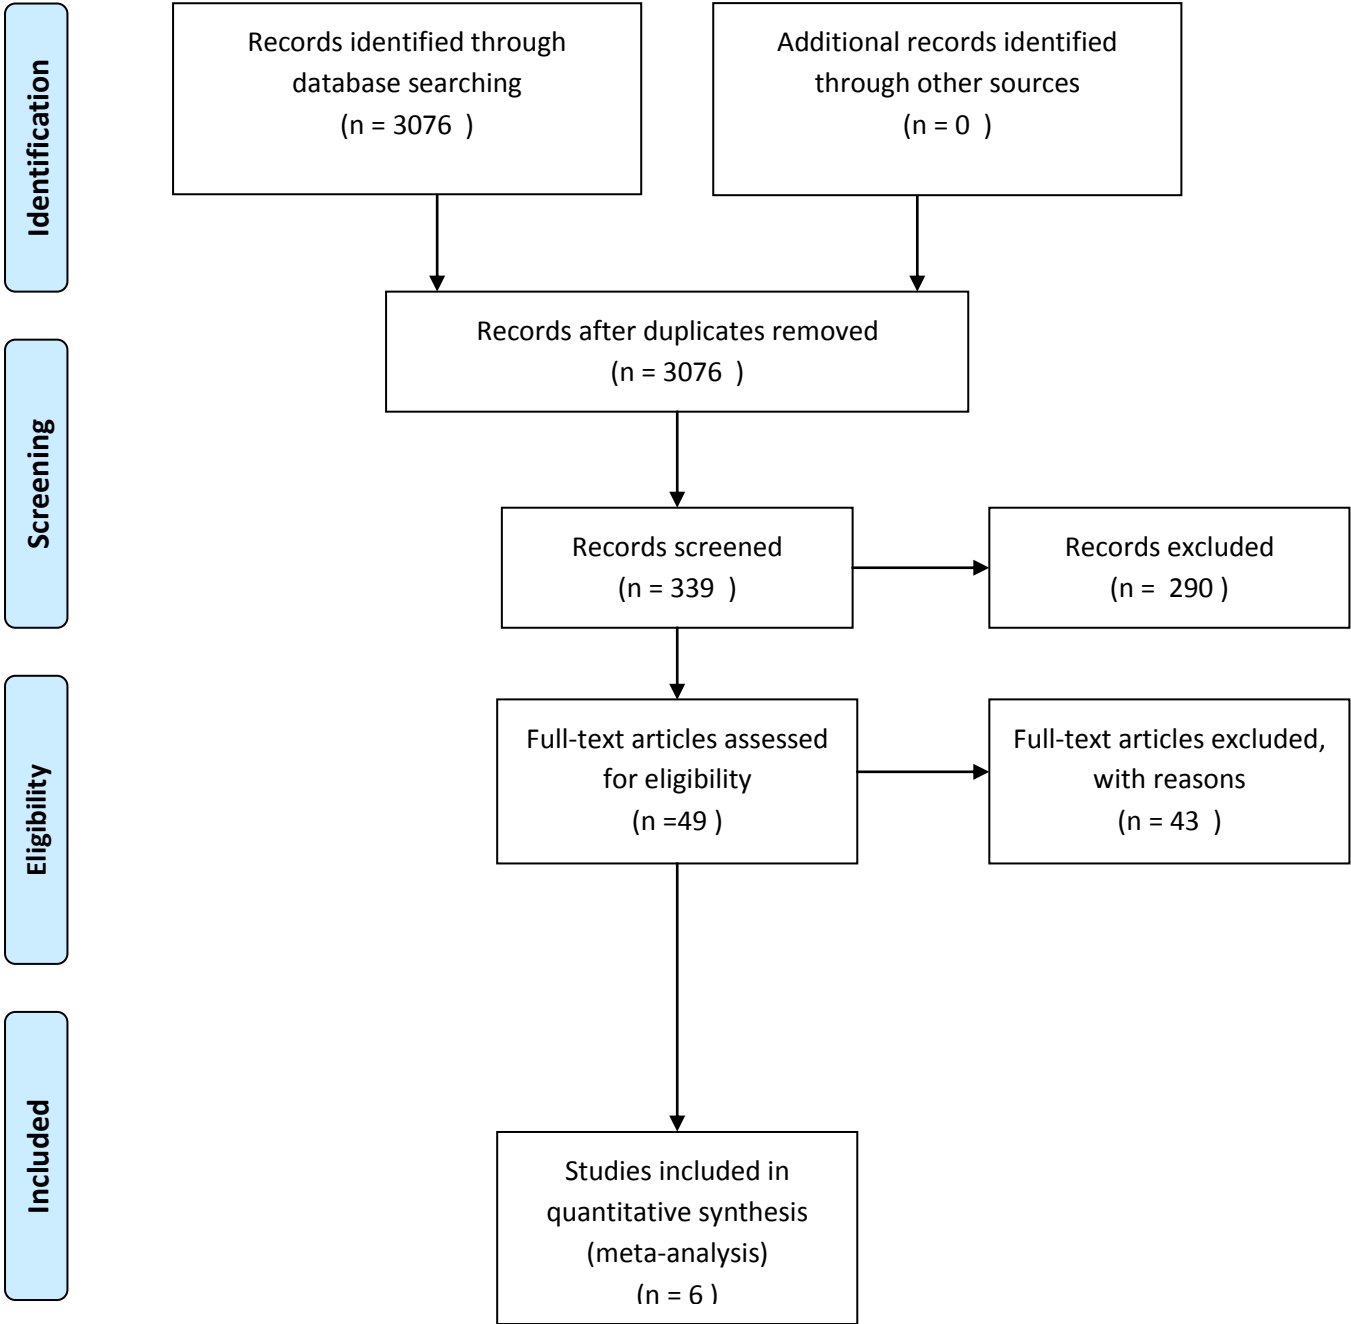 Identification
Records identified through
database searching
(n = 3076  )
Additional records identified
through other sources
(n = 0  )
Records after duplicates removed
(n = 3076  )
Screening
Records screened
(n = 339  )
Records excluded
(n =  290 )
Eligibility
Full-text articles assessed
for eligibility
(n =49 )
Full-text articles excluded,
with reasons
(n = 43  )
Included
Studies included in
quantitative synthesis
(meta-analysis)
(n = 6 )